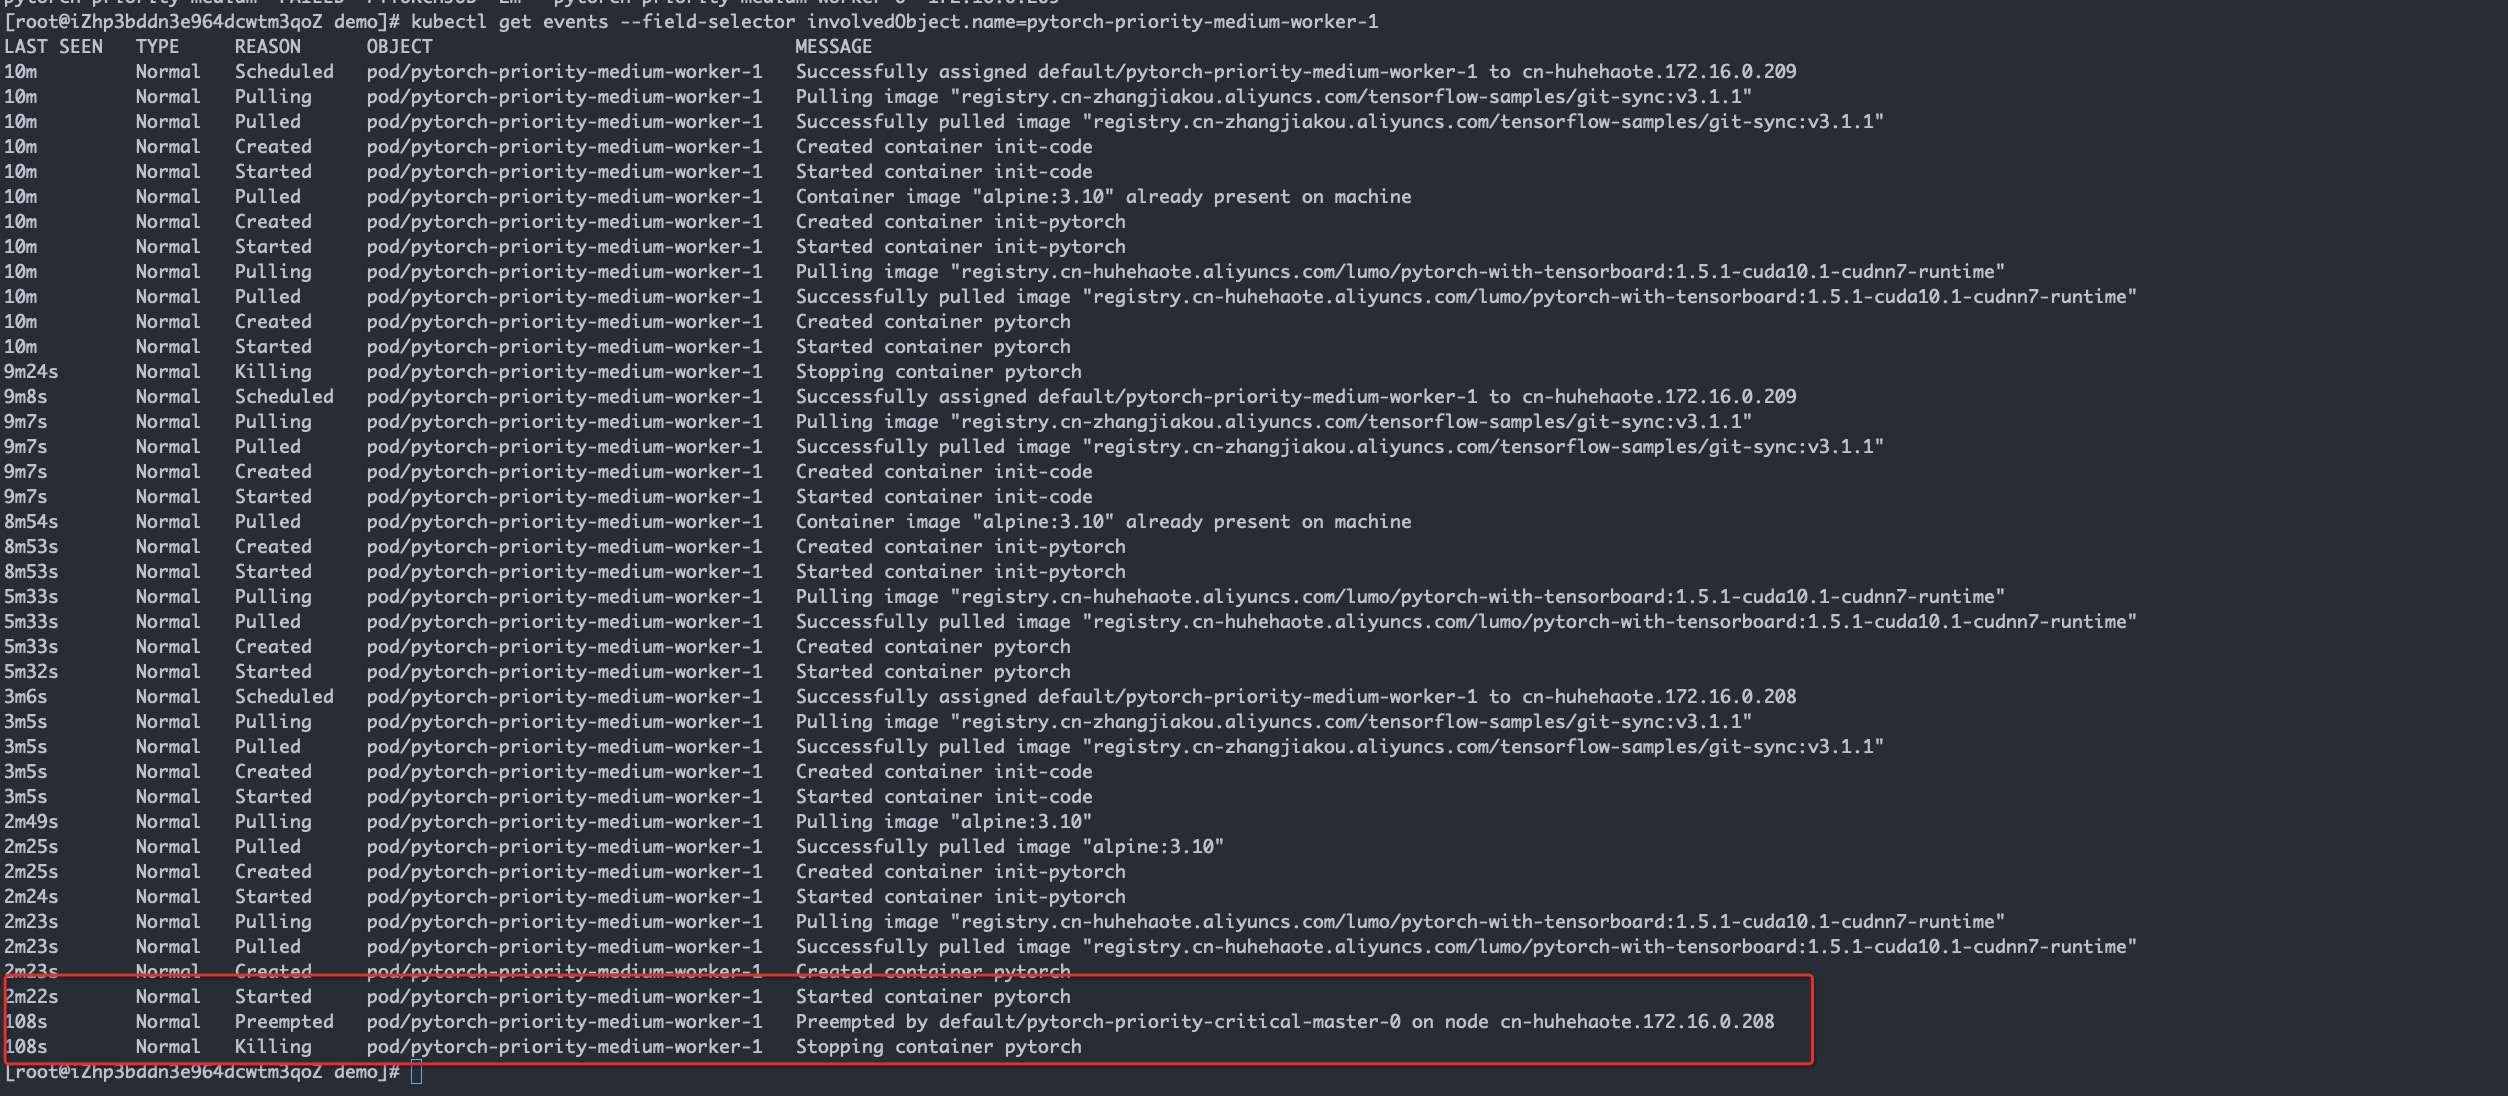 [root@iZhp3bddn3e964dcwtm3qoZ demo]# kubectl get events --field-selector involvedObject.name=pytorch-priority-medium-worker-1
LAST SEEN TYPE REASON OBJECT MESSAGE
10m Normal Scheduled pod/pytorch-priority-medium-worker-1 Successfully assigned default/pytorch-priority-medium-worker-1 to cn-huhehaote.172.16.0.209
10m Normal Pulling pod/pytorch-priority-medium-worker-1 Pulling image "registry.cn-zhangjiakou.aliyuncs.com/tensorflow-samples/git-sync:v3.1.1"
10m Normal Pulled pod/pytorch-priority-medium-worker-1 Successfully pulled image "registry.cn-zhangjiakou.aliyuncs.com/tensorflow-samples/git-sync:v3.1.1"
10m Normal Created pod/pytorch-priority-medium-worker-1 Created container init-code
10m Normal Started pod/pytorch-priority-medium-worker-1 Started container init-code
10m Normal Pulled pod/pytorch-priority-medium-worker-1 Container image "alpine:3.10" already present on machine
10m Normal Created pod/pytorch-priority-medium-worker-1 Created container init-pytorch
10m Normal Started pod/pytorch-priority-medium-worker-1 Started container init-pytorch
10m Normal Pulling pod/pytorch-priority-medium-worker-1 Pulling image "registry.cn-huhehaote.aliyuncs.com/lumo/pytorch-with-tensorboard:1.5.1-cuda10.1-cudnn7-runtime"
10m Normal Pulled pod/pytorch-priority-medium-worker-1 Successfully pulled image "registry.cn-huhehaote.aliyuncs.com/lumo/pytorch-with-tensorboard:1.5.1-cuda10.1-cudnn7-runtime"
10m Normal Created pod/pytorch-priority-medium-worker-1 Created container pytorch
10m Normal Started pod/pytorch-priority-medium-worker-1 Started container pytorch
9m24s Normal Killing pod/pytorch-priority-medium-worker-1 Stopping container pytorch
9m8s Normal Scheduled pod/pytorch-priority-medium-worker-1 Successfully assigned default/pytorch-priority-medium-worker-1 to cn-huhehaote.172.16.0.209
9m7s Normal Pulling pod/pytorch-priority-medium-worker-1 Pulling image "registry.cn-zhangjiakou.aliyuncs.com/tensorflow-samples/git-sync:v3.1.1"
9m7s Normal Pulled pod/pytorch-priority-medium-worker-1 Successfully pulled image "registry.cn-zhangjiakou.aliyuncs.com/tensorflow-samples/git-sync:v3.1.1"
9m7s Normal Created pod/pytorch-priority-medium-worker-1 Created container init-code
9m7s Normal Started pod/pytorch-priority-medium-worker-1 Started container init-code
8m54s Normal Pulled pod/pytorch-priority-medium-worker-1 Container image "alpine:3.10" already present on machine
8m53s Normal Created pod/pytorch-priority-medium-worker-1 Created container init-pytorch
8m53s Normal Started pod/pytorch-priority-medium-worker-1 Started container init-pytorch
5m33s Normal Pulling pod/pytorch-priority-medium-worker-1 Pulling image "registry.cn-huhehaote.aliyuncs.com/lumo/pytorch-with-tensorboard:1.5.1-cuda10.1-cudnn7-runtime"
5m33s Normal Pulled pod/pytorch-priority-medium-worker-1 Successfully pulled image "registry.cn-huhehaote.aliyuncs.com/lumo/pytorch-with-tensorboard:1.5.1-cuda10.1-cudnn7-runtime"
5m33s Normal Created pod/pytorch-priority-medium-worker-1 Created container pytorch
5m32s Normal Started pod/pytorch-priority-medium-worker-1 Started container pytorch
3m6s Normal Scheduled pod/pytorch-priority-medium-worker-1 Successfully assigned default/pytorch-priority-medium-worker-1 to cn-huhehaote.172.16.0.208
3m5s Normal Pulling pod/pytorch-priority-medium-worker-1 Pulling image "registry.cn-zhangjiakou.aliyuncs.com/tensorflow-samples/git-sync:v3.1.1"
3m5s Normal Pulled pod/pytorch-priority-medium-worker-1 Successfully pulled image "registry.cn-zhangjiakou.aliyuncs.com/tensorflow-samples/git-sync:v3.1.1"
3m5s Normal Created pod/pytorch-priority-medium-worker-1 Created container init-code
3m5s Normal Started pod/pytorch-priority-medium-worker-1 Started container init-code
2m49s Normal Pulling pod/pytorch-priority-medium-worker-1 Pulling image "alpine:3.10"
2m25s Normal Pulled pod/pytorch-priority-medium-worker-1 Successfully pulled image "alpine:3.10"
2m25s Normal Created pod/pytorch-priority-medium-worker-1 Created container init-pytorch
2m24s Normal Started pod/pytorch-priority-medium-worker-1 Started container init-pytorch
2m23s Normal Pulling pod/pytorch-priority-medium-worker-1 Pulling image "registry.cn-huhehaote.aliyuncs.com/lumo/pytorch-with-tensorboard:1.5.1-cuda10.1-cudnn7-runtime"
2m23s Normal Pulled pod/pytorch-priority-medium-worker-1 Successfully pulled image "registry.cn-huhehaote.aliyuncs.com/lumo/pytorch-with-tensorboard:1.5.1-cuda10.1-cudnn7-runtime"
2m23s Normal Created pod/pytorch-priority-medium-worker-1 Created container pytorch
2m22s Normal Started pod/pytorch-priority-medium-worker-1 Started container pytorch
108s Normal Preempted pod/pytorch-priority-medium-worker-1 Preempted by default/pytorch-priority-critical-master-0 on node cn-huhehaote.172.16.0.208
108s Normal Killing pod/pytorch-priority-medium-worker-1 Stopping container pytorch
[root@iZhp3bddn3e964dcwtm3qoZ demo]#